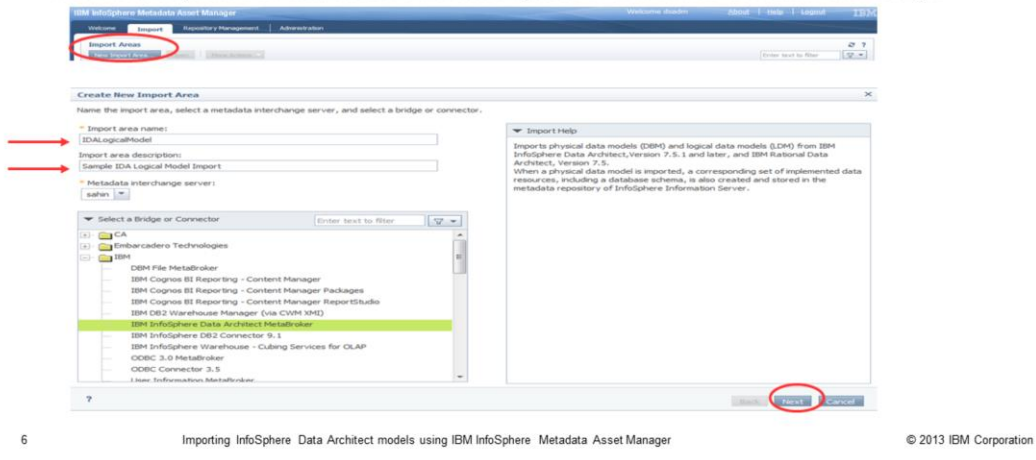 IBM InfoSphere Metadata Asset Manager
Welcome dsadm About Help Logout IBM
Welcome Import Repository Management Administration
Import Areas
New Import Area
Enter text to filter
Create New Import Area
Name the import area, select a metadata interchange server, and select a bridge or connector.
* Import area name:
IDALogicalModel
Import area description:
Sample IDA Logical Model Import
* Metadata interchange server:
sahin
Select a Bridge or Connector Enter text to filter
CA
Embarcadero Technologies
IBM
DBM File MetaBroker
IBM Cognos BI Reporting - Content Manager
IBM Cognos BI Reporting - Content Manager Packages
IBM Cognos BI Reporting - Content Manager ReportStudio
IBM DB2 Warehouse Manager (via CWM XMI)
IBM InfoSphere Data Architect MetaBroker
IBM InfoSphere DB2 Connector 9.1
IBM InfoSphere Warehouse - Cubing Services for OLAP
ODBC 3.0 MetaBroker
ODBC Connector 3.5
User Information MetaBroker
Import Help
Imports physical data models (DBM) and logical data models (LDM) from IBM
InfoSphere Data Architect,Version 7.5.1 and later, and IBM Rational Data
Architect, Version 7.5.
When a physical data model is imported, a corresponding set of implemented data
resources, including a database schema, is also created and stored in the
metadata repository of InfoSphere Information Server.
? Back Next Cancel
6 Importing InfoSphere Data Architect models using IBM InfoSphere Metadata Asset Manager © 2013 IBM Corporation